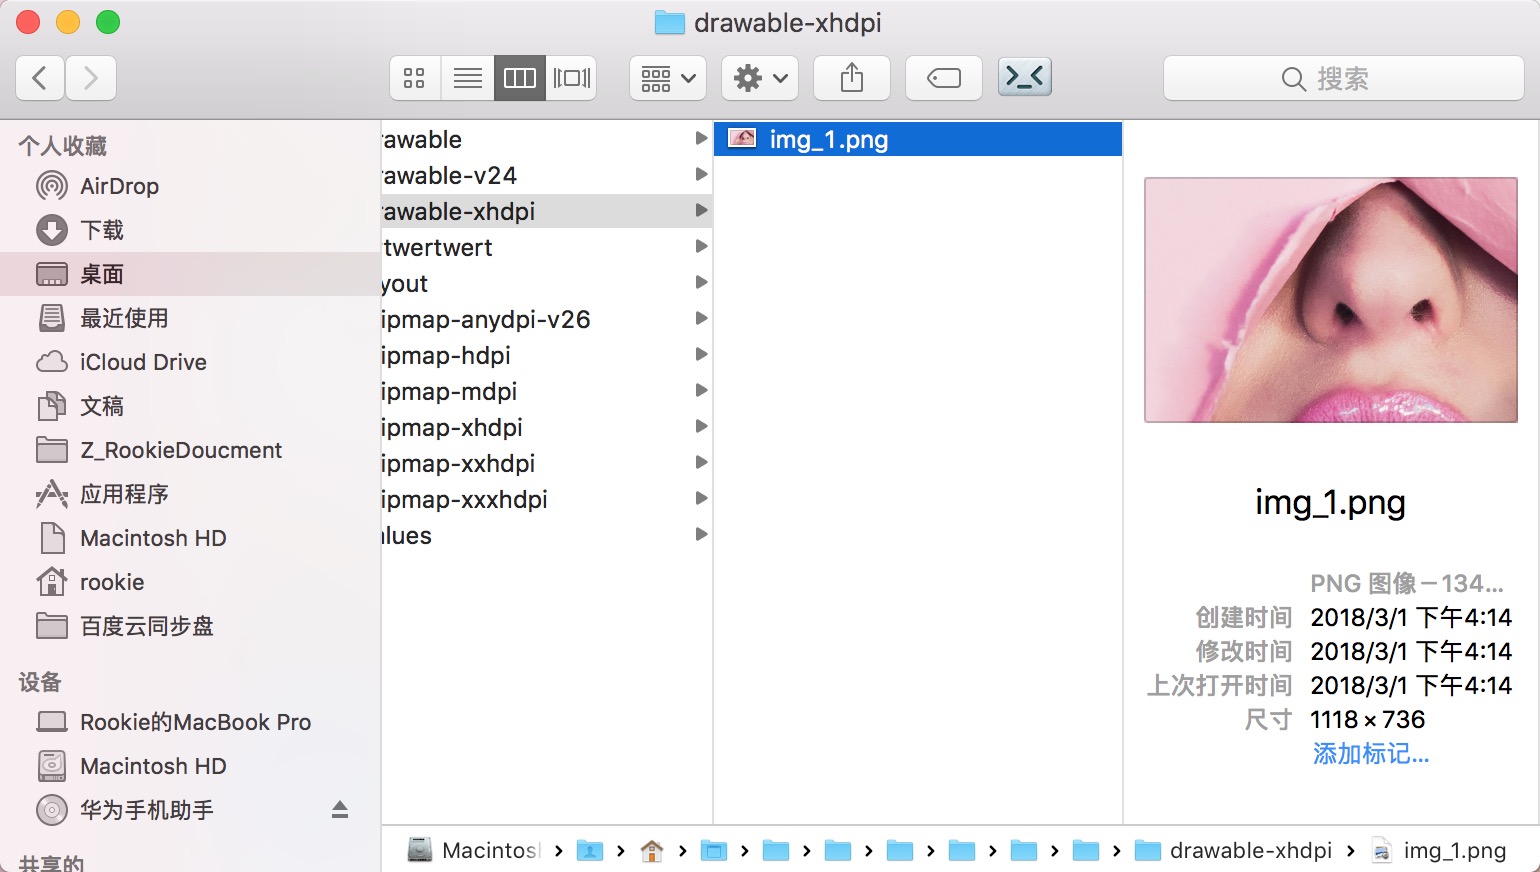 drawable-xhdpi
搜索
个人收藏
AirDrop
下载
桌面
最近使用
iCloud Drive
文稿
Z_RookieDoucment
应用程序
Macintosh HD
rookie
百度云同步盘
设备
Rookie的MacBook Pro
Macintosh HD
华为手机助手
共享的
rawable
rawable-v24
rawable-xhdpi
twertwert
yout
ipmap-anydpi-v26
ipmap-hdpi
ipmap-mdpi
ipmap-xhdpi
ipmap-xxhdpi
ipmap-xxxhdpi
lues
img_1.png
img_1.png
PNG 图像－134...
创建时间 2018/3/1 下午4:14
修改时间 2018/3/1 下午4:14
上次打开时间 2018/3/1 下午4:14
尺寸 1118×736
添加标记...
Macintos › › › › › › › › › › drawable-xhdpi › img_1.png